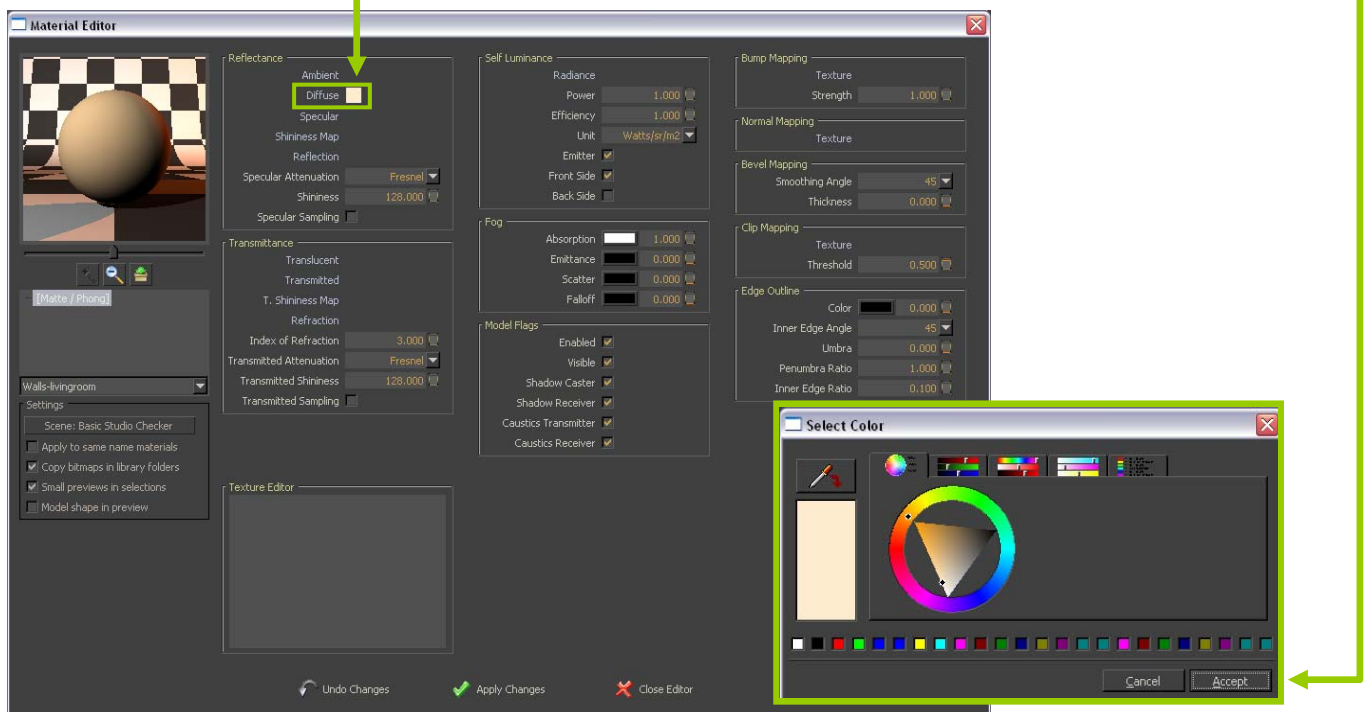 Material Editor
Reflectance
Ambient
Diffuse
Specular
Shininess Map
Reflection
Specular Attenuation Fresnel
Shininess 128.000
Specular Sampling
Transmittance
Translucent
Transmitted
T. Shininess Map
Refraction
Index of Refraction 3.000
Transmitted Attenuation Fresnel
Transmitted Shininess 128.000
Transmitted Sampling
[Matte / Phong]
Walls-livingroom
Settings
Scene: Basic Studio Checker
Apply to same name materials
Copy bitmaps in library folders
Small previews in selections
Model shape in preview
Texture Editor
Self Luminance
Radiance
Power 1.000
Efficiency 1.000
Unit Watts/sr/m2
Emitter
Front Side
Back Side
Fog
Absorption 1.000
Emittance 0.000
Scatter 0.000
Falloff 0.000
Model Flags
Enabled
Visible
Shadow Caster
Shadow Receiver
Caustics Transmitter
Caustics Receiver
Bump Mapping
Texture
Strength 1.000
Normal Mapping
Texture
Bevel Mapping
Smoothing Angle 45
Thickness 0.000
Clip Mapping
Texture
Threshold 0.500
Edge Outline
Color 0.000
Inner Edge Angle 45
Umbra 0.000
Penumbra Ratio 1.000
Inner Edge Ratio 0.100
Select Color
Cancel Accept
Undo Changes Apply Changes Close Editor